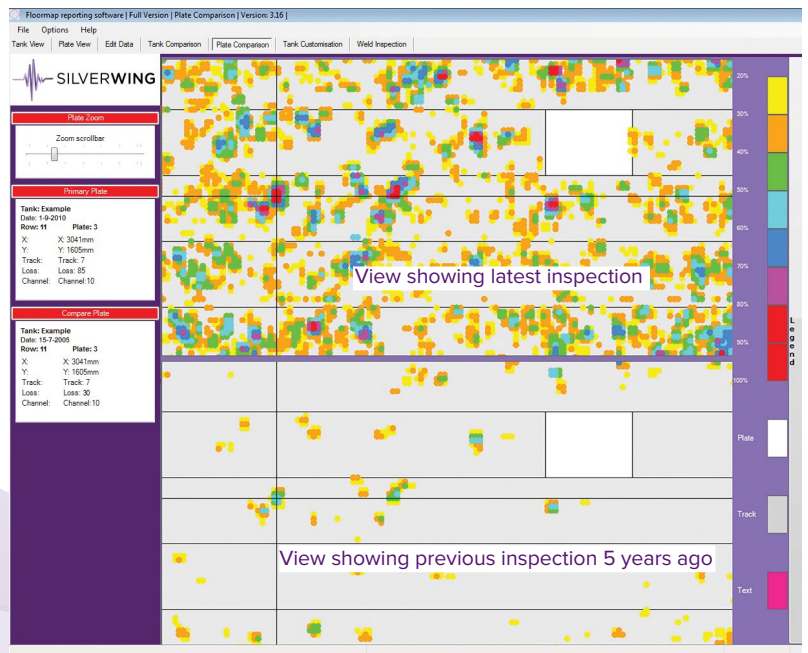 Floormap reporting software | Full Version | Plate Comparison | Version: 3.16 |
File Options Help
Tank View Plate View Edit Data Tank Comparison Plate Comparison Tank Customisation Weld Inspection
SILVERWING
Plate Zoom
Zoom scrollbar
Primary Plate
Tank: Example
Date: 1-9-2010
Row: 11 Plate: 3
X: X: 3041mm
Y: Y: 1605mm
Track: Track: 7
Loss: Loss: 85
Channel: Channel:10
Compare Plate
Tank: Example
Date: 15-7-2005
Row: 11 Plate: 3
X: X: 3041mm
Y: Y: 1605mm
Track: Track: 7
Loss: Loss: 30
Channel: Channel:10
View showing latest inspection
View showing previous inspection 5 years ago
20%
30%
40%
50%
60%
70%
80%
90%
100%
Plate
Track
Text
Legend